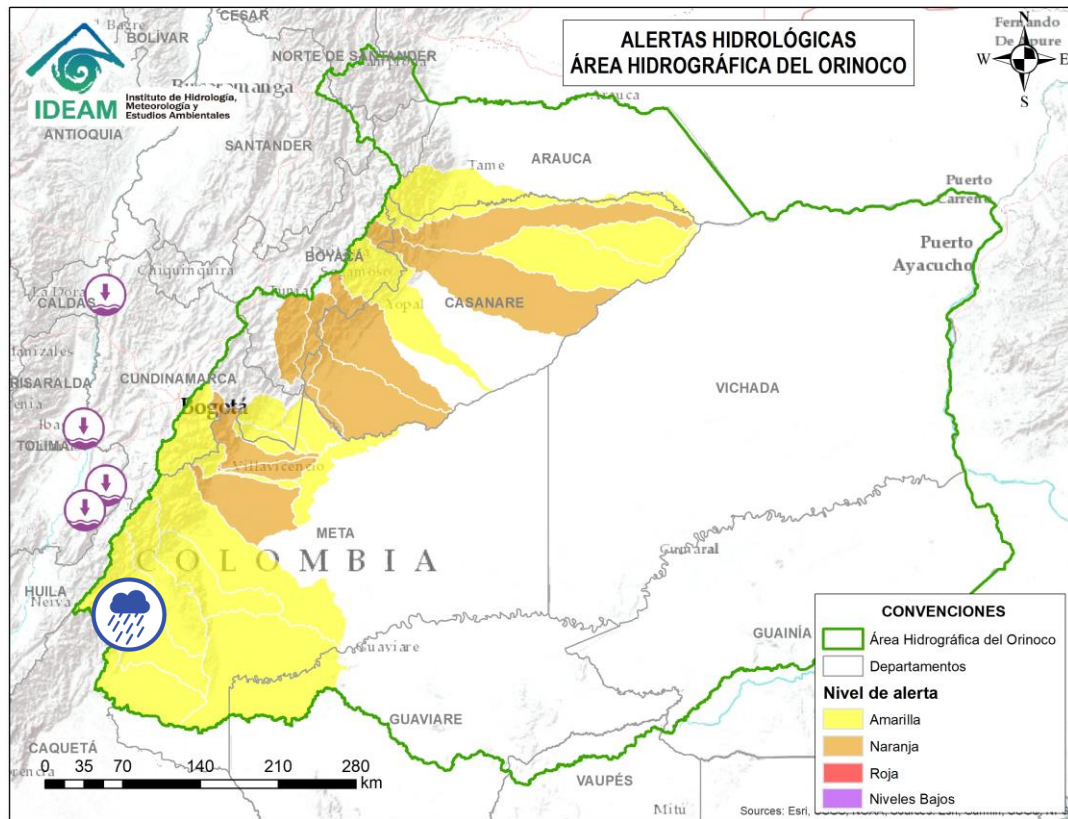 ALERTAS HIDROLÓGICAS
ÁREA HIDROGRÁFICA DEL ORINOCO
IDEAM
Instituto de Hidrología,
Meteorología y
Estudios Ambientales
N
W E
S
CESAR
BOLÍVAR
NORTE DE SANTANDER
Fernando
De Apure
Arauca
ANTIOQUIA
SANTANDER
ARAUCA
Tame
Puerto
Puerto
Ayacucho
BOYACÁ
Chiquinquira
Yopal
CASANARE
CALDAS
CUNDINAMARCA
Bogotá
VICHADA
TOLIMA
Villavicencio
META
COLOMBIA
HUILA
Neiva
GUAINÍA
GUAVIARE
CAQUETÁ
VAUPÉS
Mitú
0 35 70 140 210 280
km
CONVENCIONES
Área Hidrográfica del Orinoco
Departamentos
Nivel de alerta
Amarilla
Naranja
Roja
Niveles Bajos
Sources: Esri,